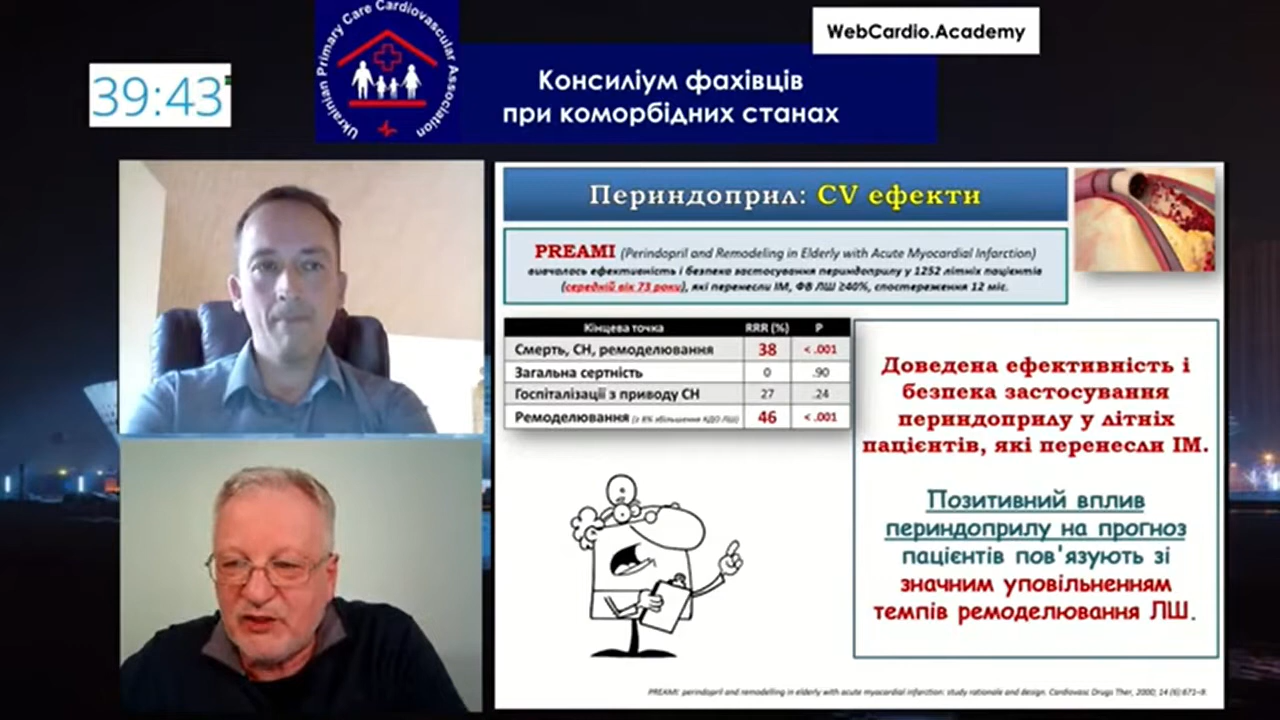 WebCardio.Academy
39:43
Ukrainian Primary Care Cardiovascular Association
Консиліум фахівців
при коморбідних станах
Периндоприл: CV ефекти
PREAMI (Perindopril and Remodeling in Elderly with Acute Myocardial Infarction)
вивчалась ефективність і безпека застосування периндоприлу у 1252 літніх пацієнтів
(середній вік 73 роки), які перенесли ІМ, ФВ ЛШ ≥40%, спостереження 12 міс.
Кінцева точка RRR (%) P
Смерть, СН, ремоделювання 38 < .001
Загальна сертність 0 .90
Госпіталізації з приводу СН 27 .24
Ремоделювання (≥ 8% збільшення КДО ЛШ) 46 < .001
Доведена ефективність і
безпека застосування
периндоприлу у літніх
пацієнтів, які перенесли ІМ.
Позитивний вплив
периндоприлу на прогноз
пацієнтів пов'язують зі
значним уповільненням
темпів ремоделювання ЛШ.
PREAMI: perindopril and remodelling in elderly with acute myocardial infarction: study rationale and design. Cardiovasc Drugs Ther, 2000; 14 (6):671–9.